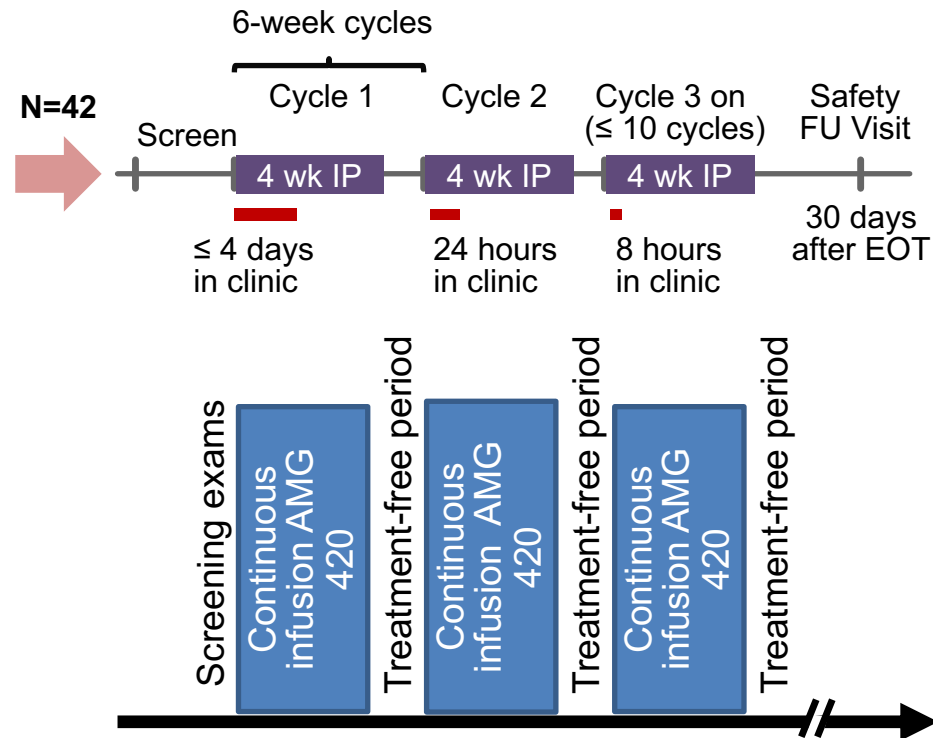 6-week cycles
N=42
Screen
Cycle 1
Cycle 2
Cycle 3 on
(≤ 10 cycles)
Safety
FU Visit
4 wk IP
4 wk IP
4 wk IP
≤ 4 days
in clinic
24 hours
in clinic
8 hours
in clinic
30 days
after EOT
Screening exams
Continuous
infusion AMG
420
Treatment-free period
Continuous
infusion AMG
420
Treatment-free period
Continuous
infusion AMG
420
Treatment-free period